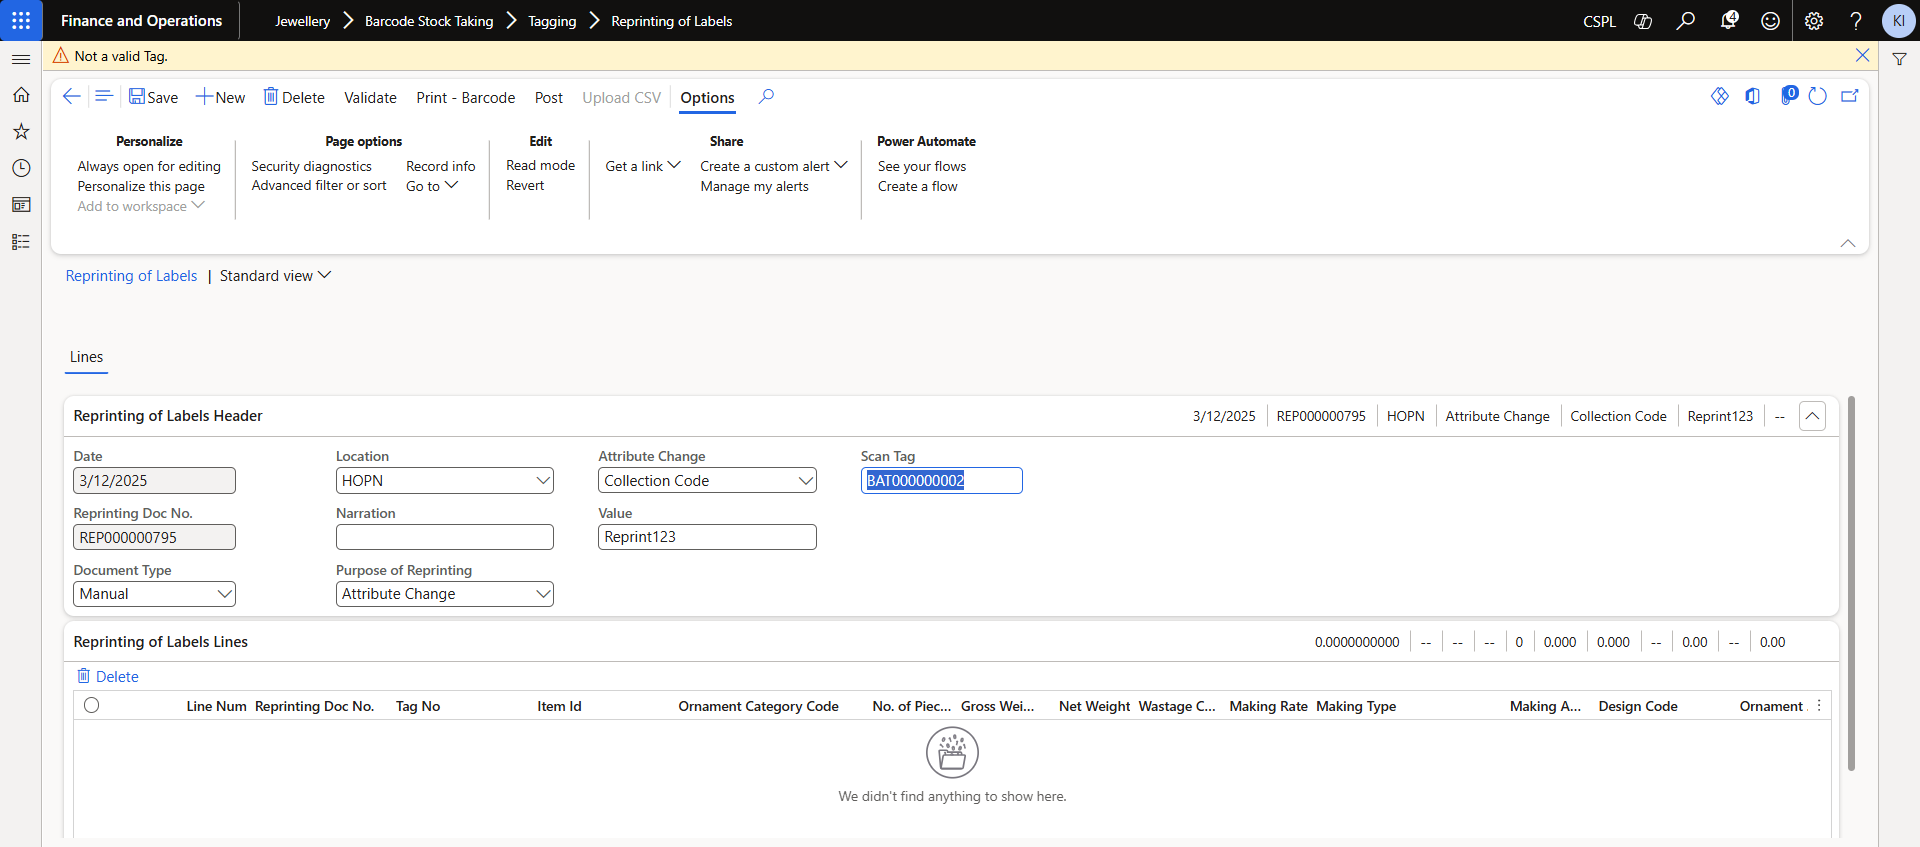 Finance and Operations
Jewellery > Barcode Stock Taking > Tagging > Reprinting of Labels
CSPL
4
?
KI
Not a valid Tag.
Save
New
Delete
Validate
Print - Barcode
Post
Upload CSV
Options
0
Personalize
Always open for editing
Personalize this page
Add to workspace
Page options
Security diagnostics
Advanced filter or sort
Record info
Go to
Edit
Read mode
Revert
Share
Get a link
Create a custom alert
Manage my alerts
Power Automate
See your flows
Create a flow
Reprinting of Labels | Standard view
Lines
Reprinting of Labels Header
3/12/2025 | REP000000795 | HOPN | Attribute Change | Collection Code | Reprint123 | --
Date
3/12/2025
Reprinting Doc No.
REP000000795
Document Type
Manual
Location
HOPN
Narration
Purpose of Reprinting
Attribute Change
Attribute Change
Collection Code
Value
Reprint123
Scan Tag
BAT000000002
Reprinting of Labels Lines
0.0000000000 | -- | -- | -- | 0 | 0.000 | 0.000 | -- | 0.00 | -- | 0.00
Delete
Line Num Reprinting Doc No. Tag No Item Id Ornament Category Code No. of Piec... Gross Wei... Net Weight Wastage C... Making Rate Making Type Making A... Design Code Ornament
We didn't find anything to show here.